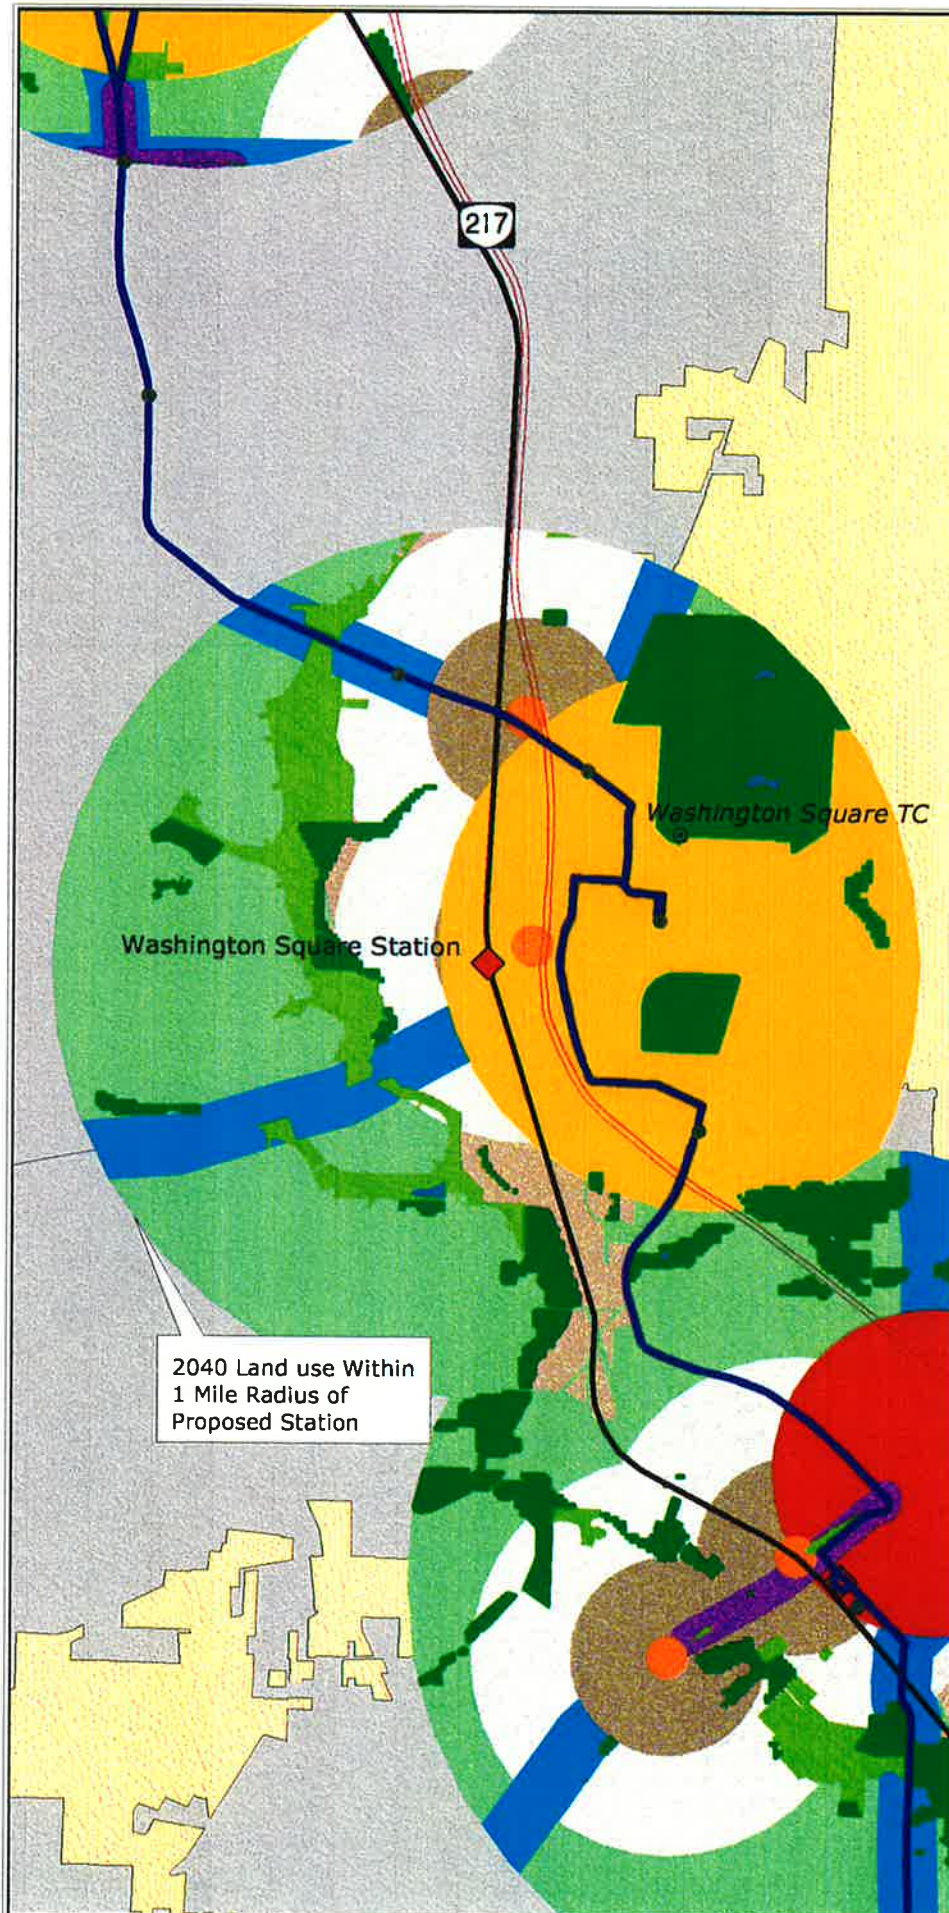 217
Washington Square TC
Washington Square Station
2040 Land use Within
1 Mile Radius of
Proposed Station